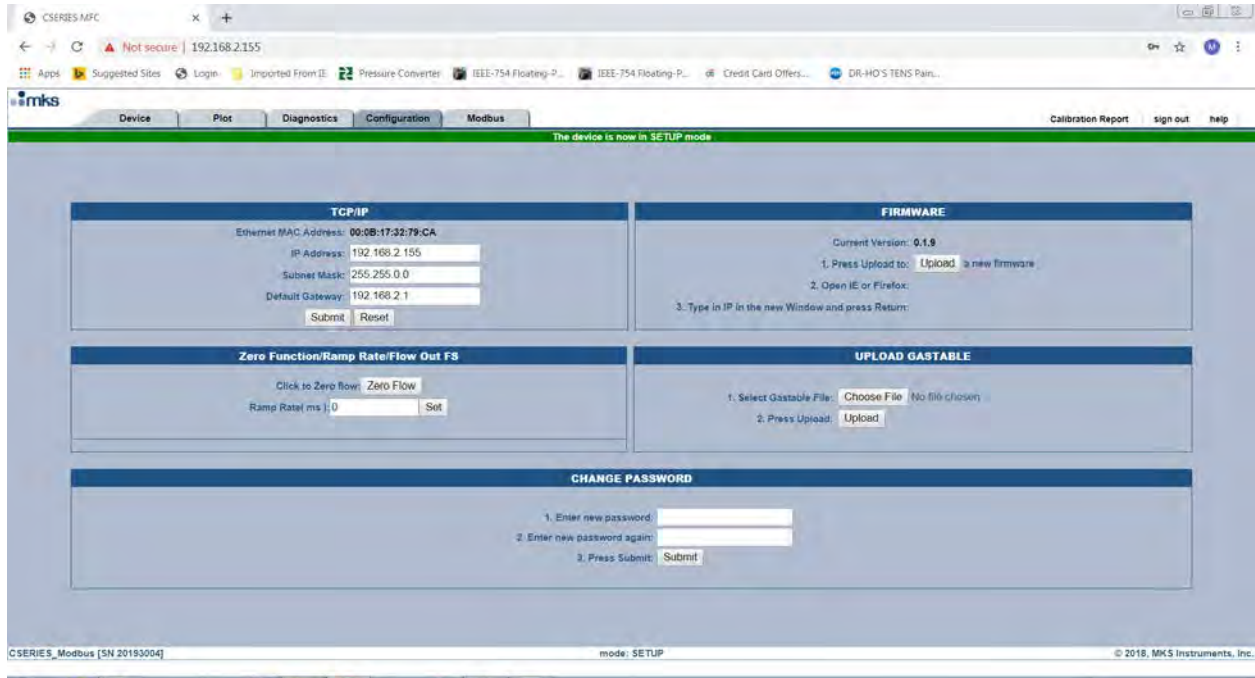 CSERIES MFC
Not secure | 192.168.2.155
Apps Suggested Sites Login Imported From IE Pressure Converter IEEE-754 Floating-P... IEEE-754 Floating-P... Credit Card Offers... DR-HO'S TENS Pain...
mks
Device Plot Diagnostics Configuration Modbus Calibration Report sign out help
The device is now in SETUP mode
TCP/IP
Ethernet MAC Address: 00:0B:17:32:79:CA
IP Address: 192.168.2.155
Subnet Mask: 255.255.0.0
Default Gateway: 192.168.2.1
Submit Reset
FIRMWARE
Current Version: 0.1.9
1. Press Upload to: Upload a new firmware
2. Open IE or Firefox:
3. Type in IP in the new Window and press Return:
Zero Function/Ramp Rate/Flow Out FS
Click to Zero flow: Zero Flow
Ramp Rate( ms ): 0 Set
UPLOAD GASTABLE
1. Select Gastable File: Choose File No file chosen
2. Press Upload: Upload
CHANGE PASSWORD
1. Enter new password:
2. Enter new password again:
3. Press Submit: Submit
CSERIES_Modbus [SN 20193004] mode: SETUP © 2018, MKS Instruments, Inc.